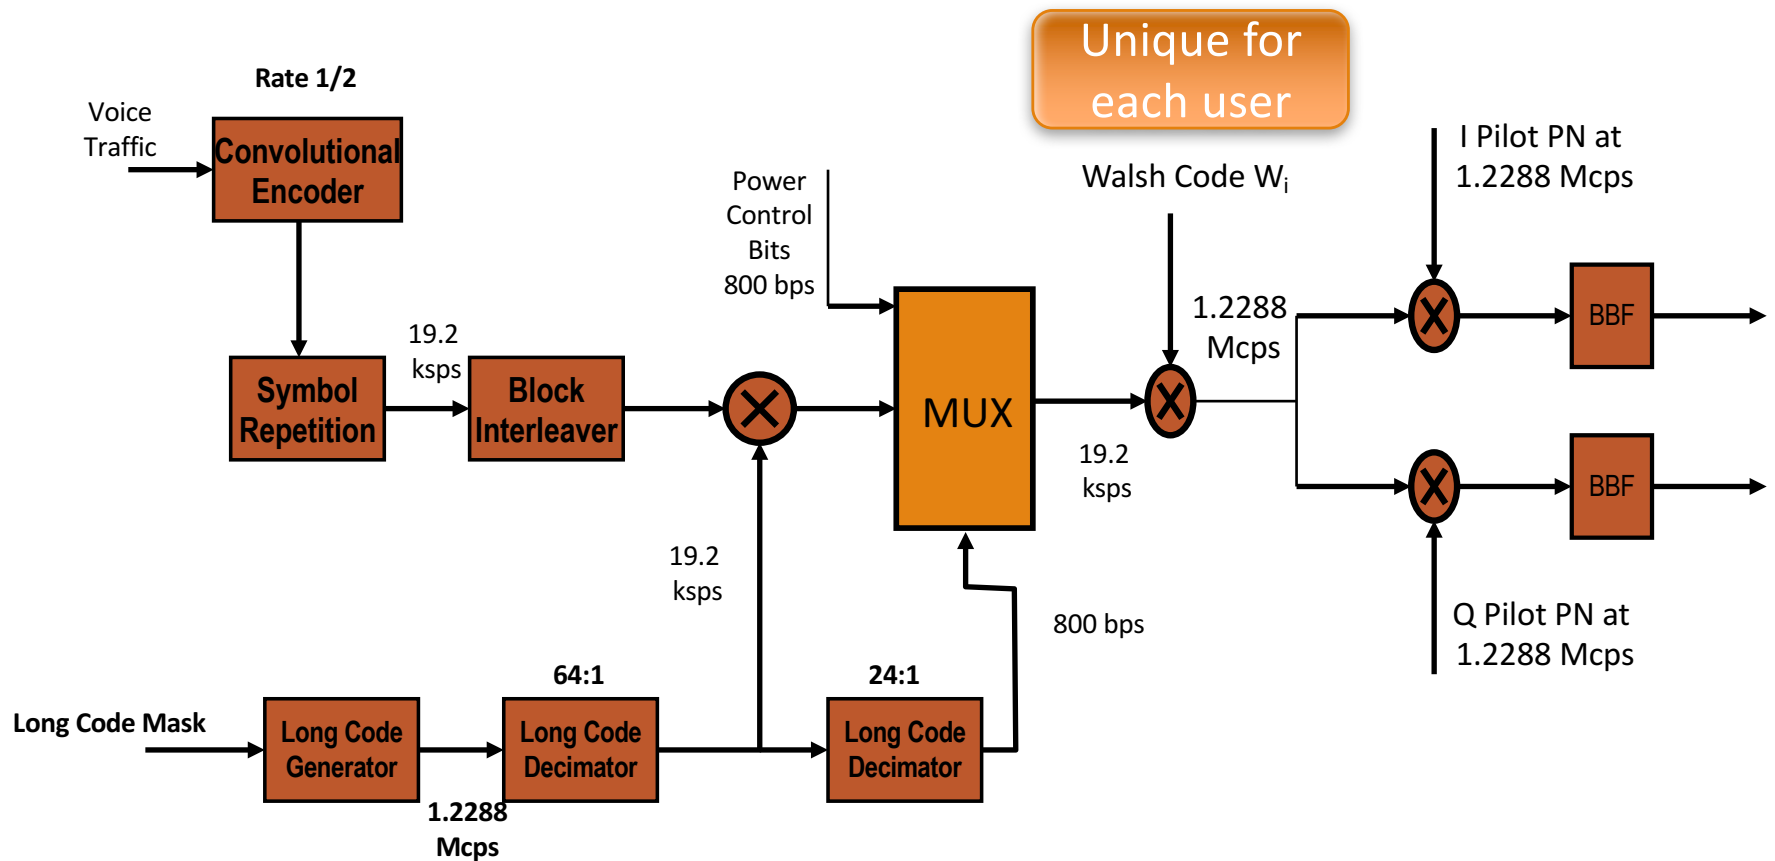 Unique for
each user
Rate 1/2
Voice
Traffic
Convolutional
Encoder
Power
Control
Bits
800 bps
Walsh Code Wi
I Pilot PN at
1.2288 Mcps
1.2288
Mcps
BBF
19.2
ksps
Symbol
Repetition
Block
Interleaver
MUX
19.2
ksps
BBF
19.2
ksps
800 bps
Q Pilot PN at
1.2288 Mcps
64:1
24:1
Long Code Mask
Long Code
Generator
Long Code
Decimator
Long Code
Decimator
1.2288
Mcps